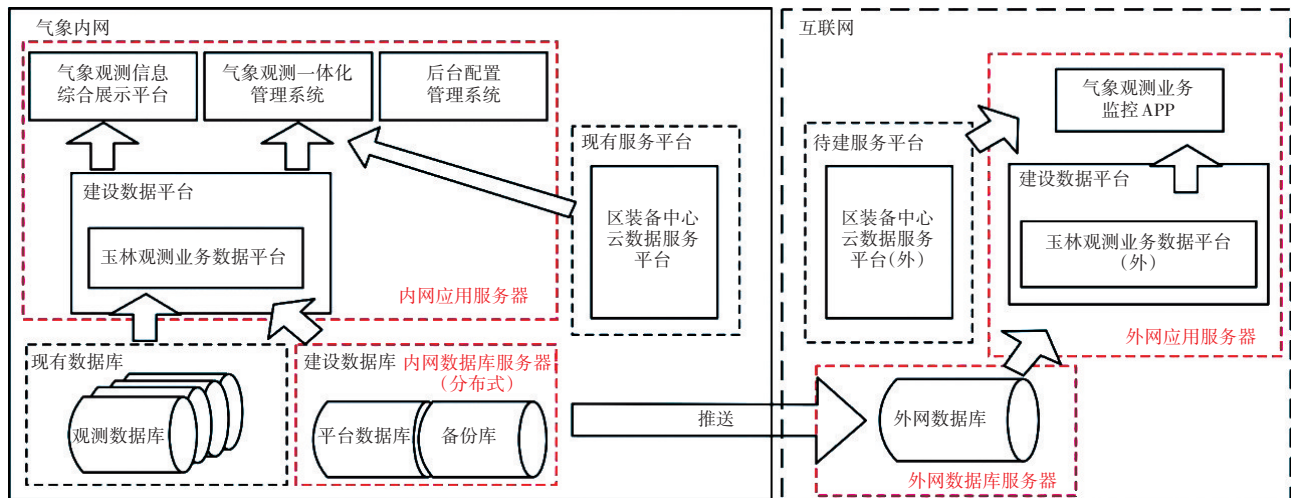 气象内网
气象观测信息
综合展示平台
气象观测一体化
管理系统
后台配置
管理系统
建设数据平台
玉林观测业务数据平台
内网应用服务器
现有服务平台
区装备中心
云数据服务
平台
现有数据库
观测数据库
建设数据库
内网数据库服务器
(分布式)
平台数据库
备份库
推送
互联网
气象观测业务
监控APP
待建服务平台
区装备中心
云数据服务
平台(外)
建设数据平台
玉林观测业务数据平台
(外)
外网应用服务器
外网数据库
外网数据库服务器